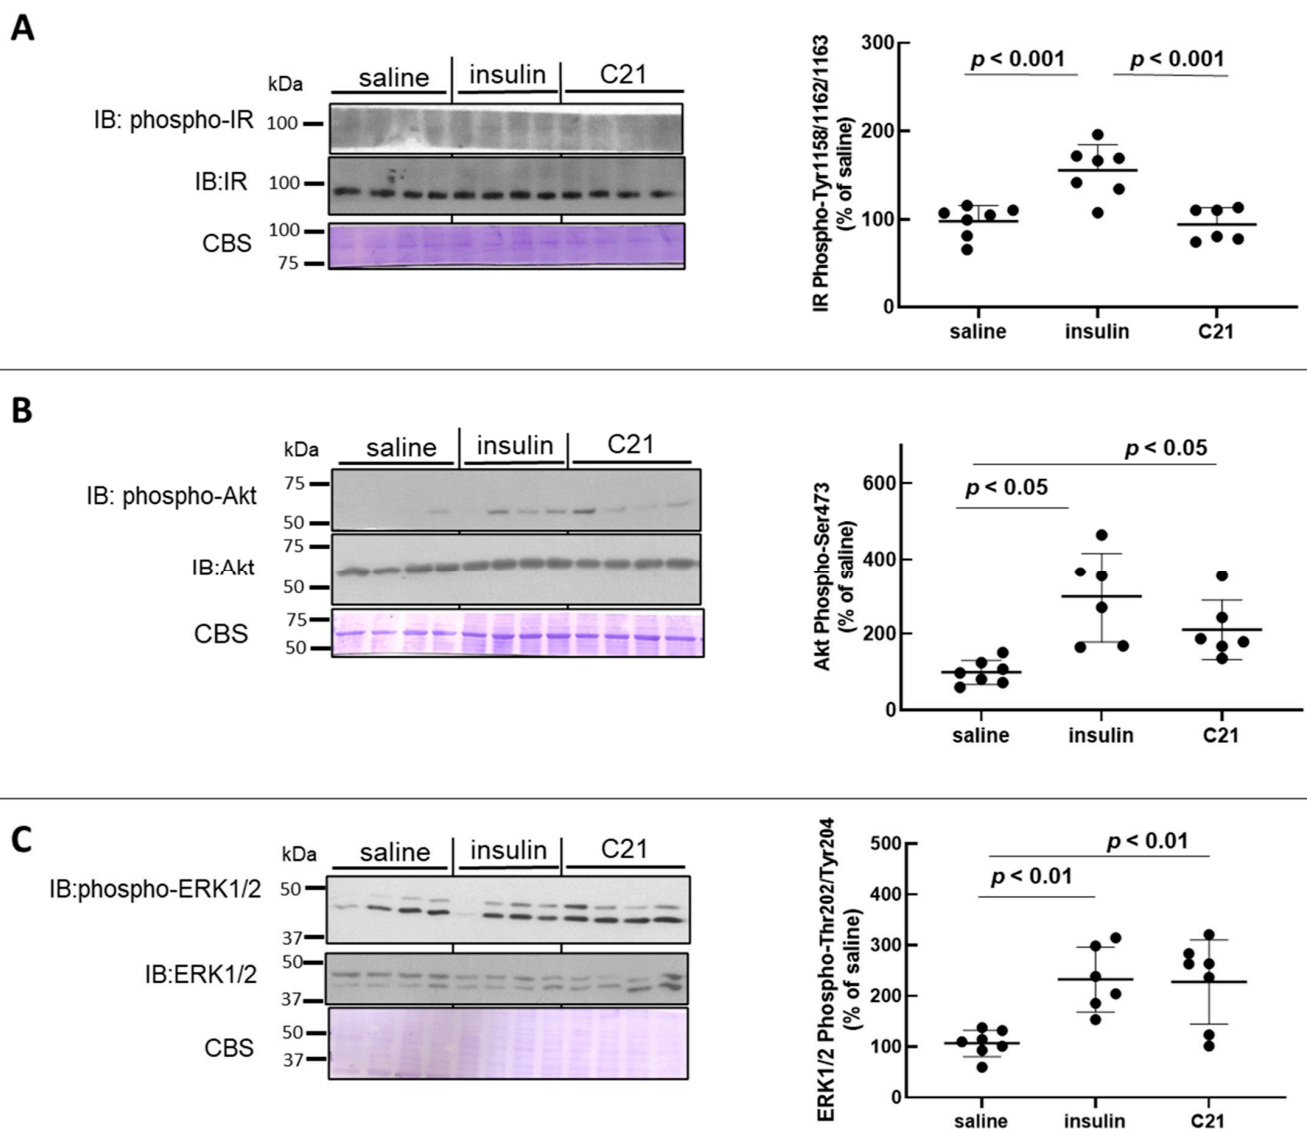 A
kDa
saline
insulin
C21
IB: phospho-IR
100
IB:IR
100
CBS
100
75
IR Phospho-Tyr1158/1162/1163
(% of saline)
300
200
100
0
p < 0.001
p < 0.001
saline
insulin
C21
B
kDa
saline
insulin
C21
IB: phospho-Akt
75
50
IB:Akt
75
50
CBS
75
50
Akt Phospho-Ser473
(% of saline)
600
400
200
0
p < 0.05
p < 0.05
saline
insulin
C21
C
kDa
saline
insulin
C21
IB:phospho-ERK1/2
50
37
IB:ERK1/2
50
37
CBS
50
37
ERK1/2 Phospho-Thr202/Tyr204
(% of saline)
500
400
300
200
100
0
p < 0.01
p < 0.01
saline
insulin
C21